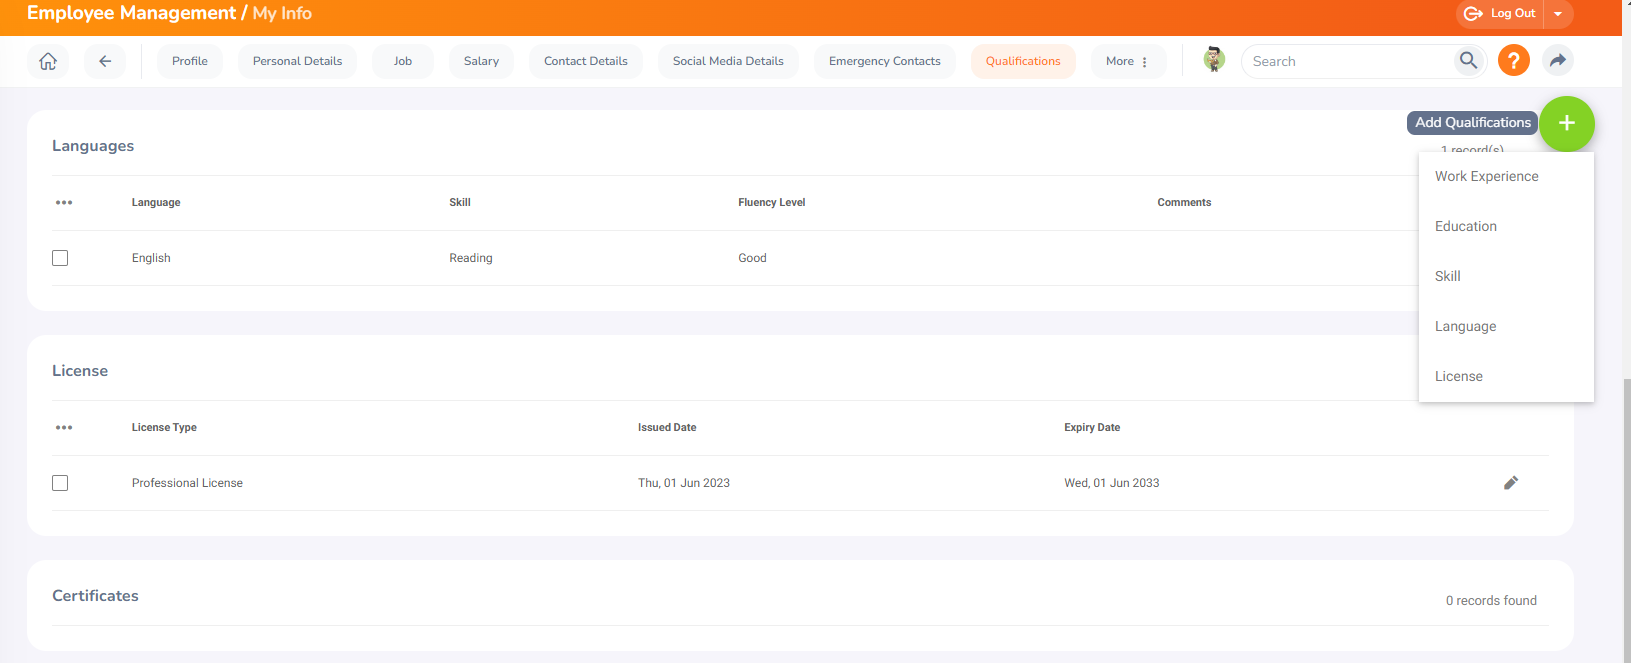 Employee Management / My Info
Log Out
Profile Personal Details Job Salary Contact Details Social Media Details Emergency Contacts Qualifications More Search ?
Add Qualifications +
Languages
1 record(s)
Work Experience
Education
Skill
Language
License
Language Skill Fluency Level Comments
English Reading Good
License
License Type Issued Date Expiry Date
Professional License Thu, 01 Jun 2023 Wed, 01 Jun 2033
Certificates
0 records found